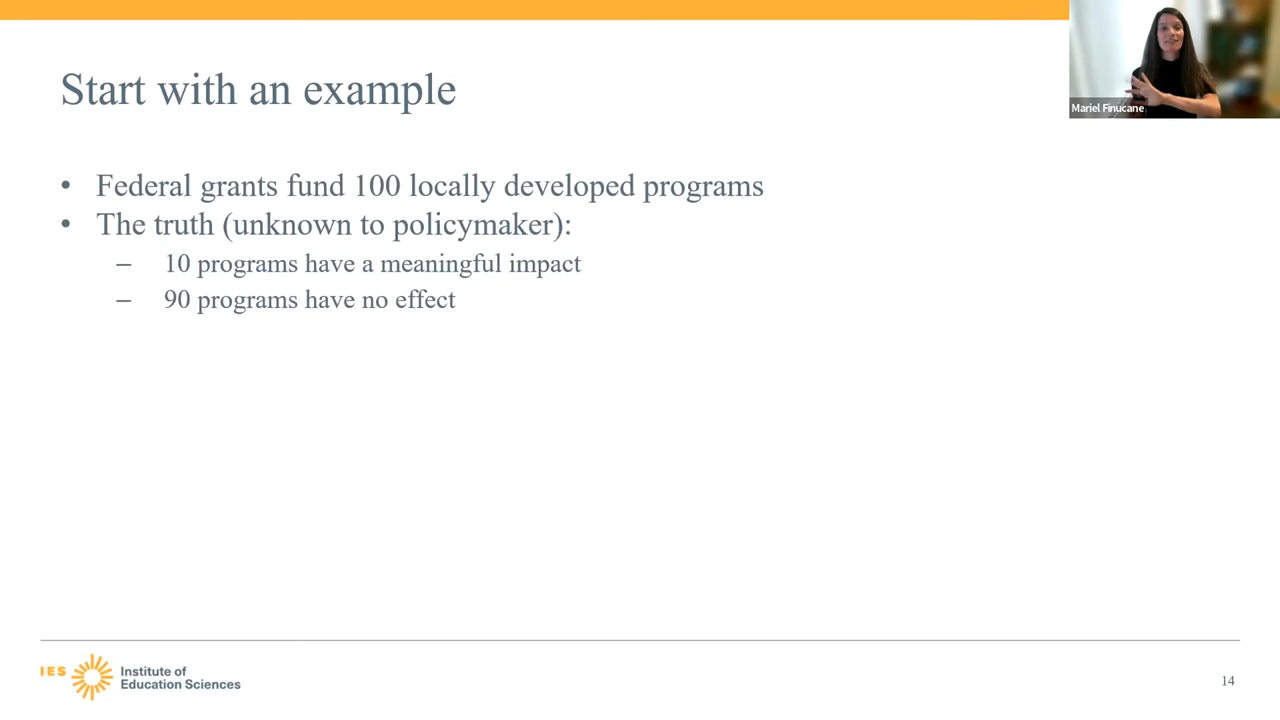 Start with an example
Mariel Finucane
• Federal grants fund 100 locally developed programs
• The truth (unknown to policymaker):
– 10 programs have a meaningful impact
– 90 programs have no effect
IES
Institute of
Education Sciences
14